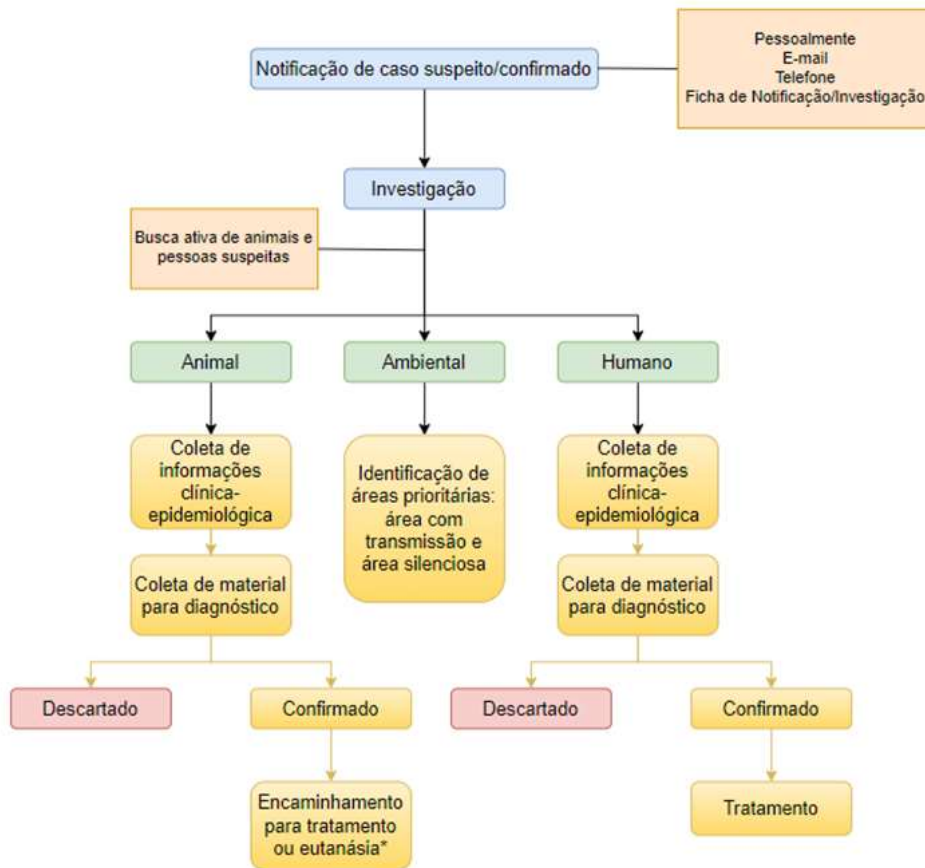 Notificação de caso suspeito/confirmado
Pessoalmente
E-mail
Telefone
Ficha de Notificação/Investigação
Investigação
Busca ativa de animais e
pessoas suspeitas
Animal
Ambiental
Humano
Coleta de
informações
clínica-
epidemiológica
Identificação de
áreas prioritárias:
área com
transmissão e
área silenciosa
Coleta de
informações
clínica-
epidemiológica
Coleta de material
para diagnóstico
Coleta de material
para diagnóstico
Descartado
Confirmado
Descartado
Confirmado
Encaminhamento
para tratamento
ou eutanásia*
Tratamento